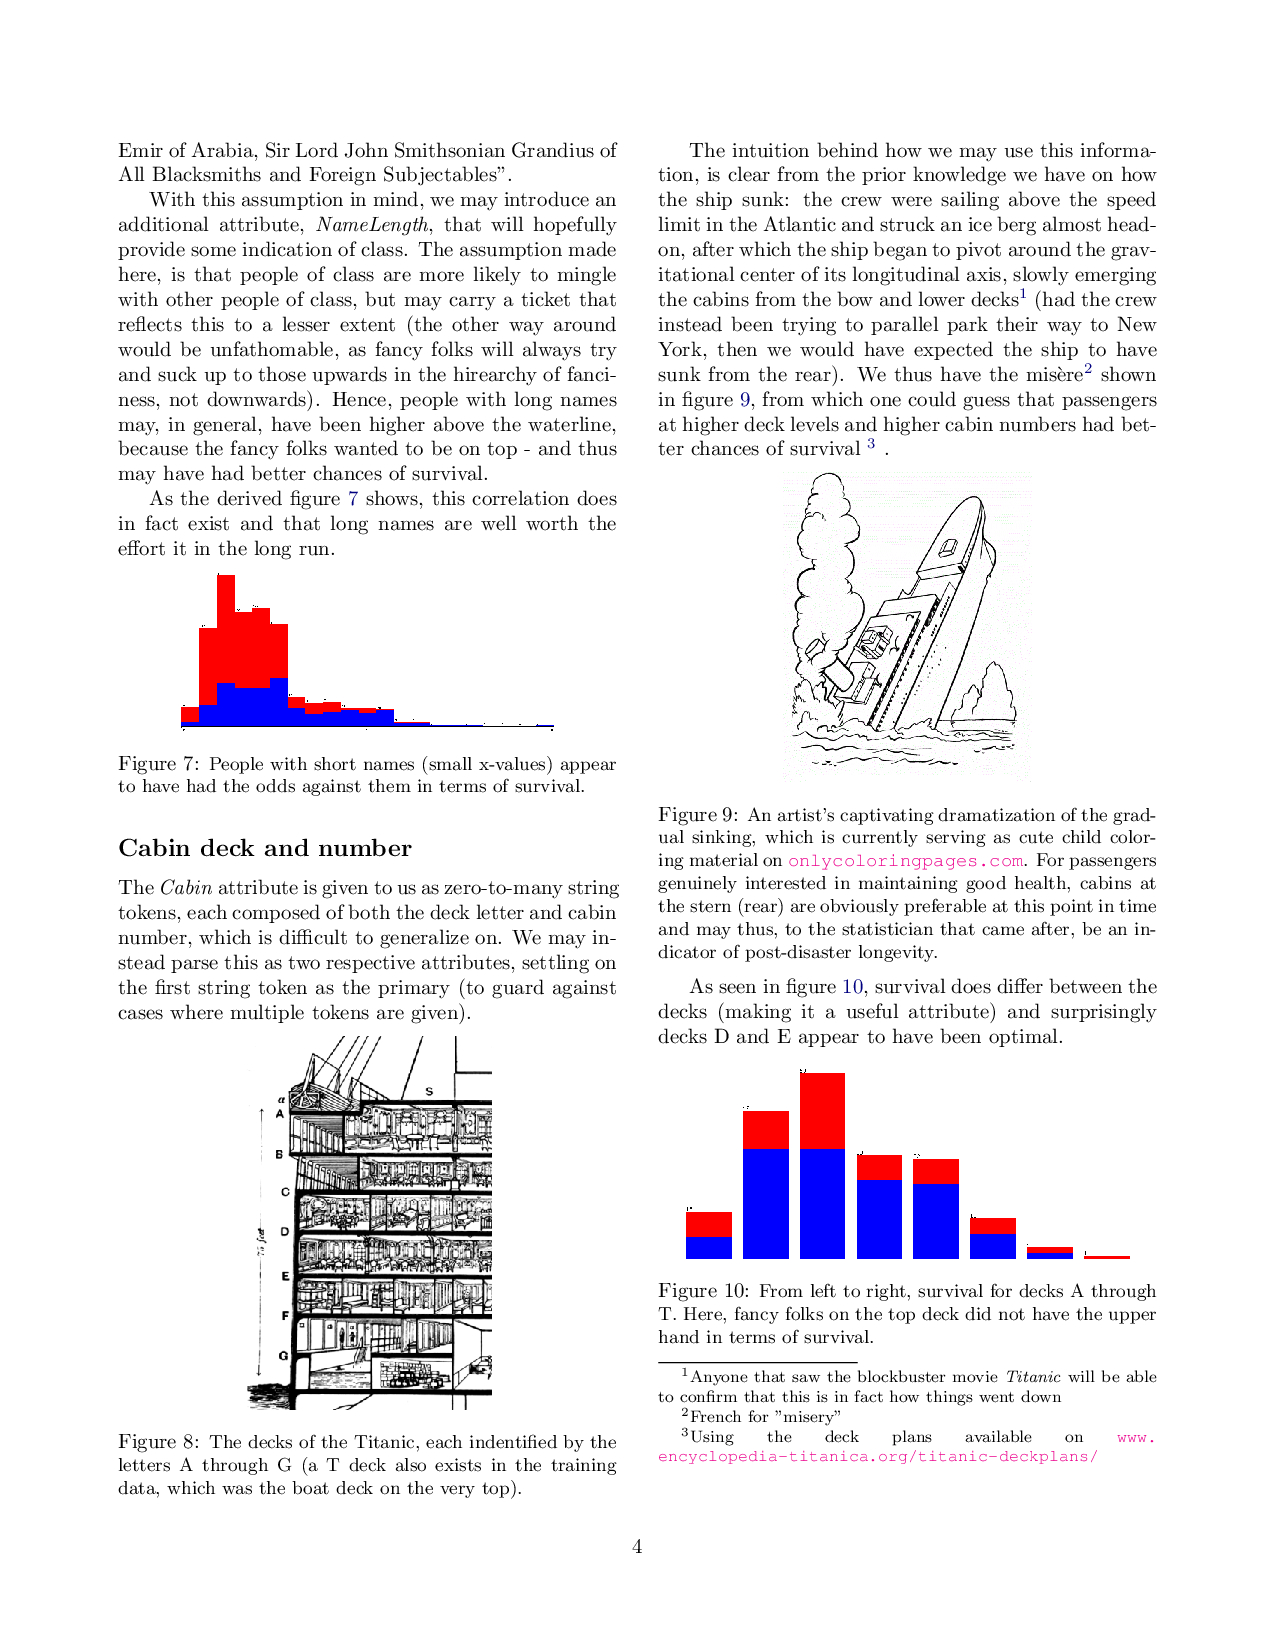 Emir of Arabia, Sir Lord John Smithsonian Grandius of
All Blacksmiths and Foreign Subjectables”.
With this assumption in mind, we may introduce an
additional attribute, NameLength, that will hopefully
provide some indication of class. The assumption made
here, is that people of class are more likely to mingle
with other people of class, but may carry a ticket that
reflects this to a lesser extent (the other way around
would be unfathomable, as fancy folks will always try
and suck up to those upwards in the hirearchy of fanci-
ness, not downwards). Hence, people with long names
may, in general, have been higher above the waterline,
because the fancy folks wanted to be on top - and thus
may have had better chances of survival.
As the derived figure 7 shows, this correlation does
in fact exist and that long names are well worth the
effort it in the long run.
Figure 7: People with short names (small x-values) appear
to have had the odds against them in terms of survival.
Cabin deck and number
The Cabin attribute is given to us as zero-to-many string
tokens, each composed of both the deck letter and cabin
number, which is difficult to generalize on. We may in-
stead parse this as two respective attributes, settling on
the first string token as the primary (to guard against
cases where multiple tokens are given).
S
a
A
B
C
D
E
F
G
75 feet
Figure 8: The decks of the Titanic, each indentified by the
letters A through G (a T deck also exists in the training
data, which was the boat deck on the very top).
The intuition behind how we may use this informa-
tion, is clear from the prior knowledge we have on how
the ship sunk: the crew were sailing above the speed
limit in the Atlantic and struck an ice berg almost head-
on, after which the ship began to pivot around the grav-
itational center of its longitudinal axis, slowly emerging
the cabins from the bow and lower decks1 (had the crew
instead been trying to parallel park their way to New
York, then we would have expected the ship to have
sunk from the rear). We thus have the misère2 shown
in figure 9, from which one could guess that passengers
at higher deck levels and higher cabin numbers had bet-
ter chances of survival 3 .
Figure 9: An artist’s captivating dramatization of the grad-
ual sinking, which is currently serving as cute child color-
ing material on onlycoloringpages.com. For passengers
genuinely interested in maintaining good health, cabins at
the stern (rear) are obviously preferable at this point in time
and may thus, to the statistician that came after, be an in-
dicator of post-disaster longevity.
As seen in figure 10, survival does differ between the
decks (making it a useful attribute) and surprisingly
decks D and E appear to have been optimal.
Figure 10: From left to right, survival for decks A through
T. Here, fancy folks on the top deck did not have the upper
hand in terms of survival.
1Anyone that saw the blockbuster movie Titanic will be able
to confirm that this is in fact how things went down
2French for ”misery”
3Using the deck plans available on www.
encyclopedia-titanica.org/titanic-deckplans/
4